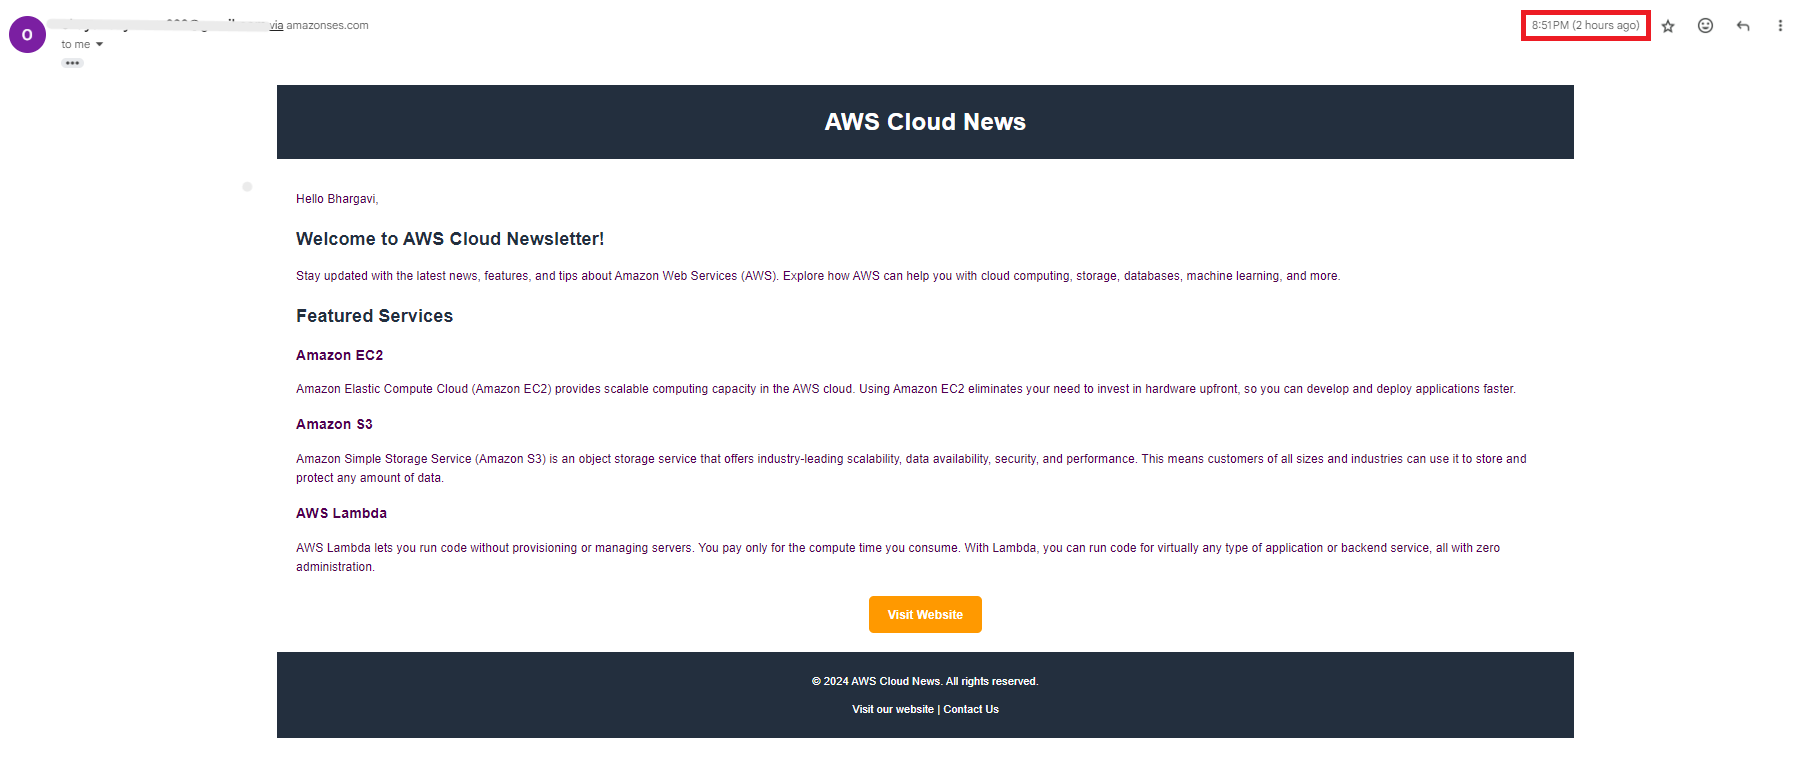 O
via amazonses.com
8:51 PM (2 hours ago)
to me
AWS Cloud News
Hello Bhargavi,
Welcome to AWS Cloud Newsletter!
Stay updated with the latest news, features, and tips about Amazon Web Services (AWS). Explore how AWS can help you with cloud computing, storage, databases, machine learning, and more.
Featured Services
Amazon EC2
Amazon Elastic Compute Cloud (Amazon EC2) provides scalable computing capacity in the AWS cloud. Using Amazon EC2 eliminates your need to invest in hardware upfront, so you can develop and deploy applications faster.
Amazon S3
Amazon Simple Storage Service (Amazon S3) is an object storage service that offers industry-leading scalability, data availability, security, and performance. This means customers of all sizes and industries can use it to store and
protect any amount of data.
AWS Lambda
AWS Lambda lets you run code without provisioning or managing servers. You pay only for the compute time you consume. With Lambda, you can run code for virtually any type of application or backend service, all with zero
administration.
Visit Website
© 2024 AWS Cloud News. All rights reserved.
Visit our website | Contact Us